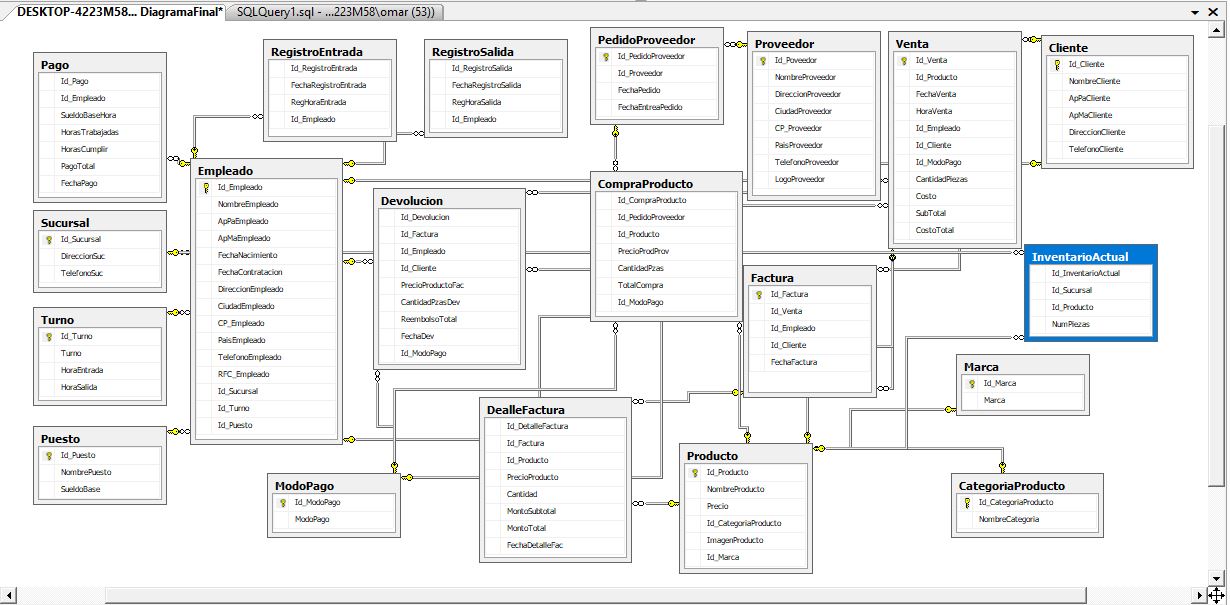 DESKTOP-4223M58... DiagramaFinal*
SQLQuery1.sql - ...223M58\omar (53))
Pago
Id_Pago
Id_Empleado
SueldoBaseHora
HorasTrabajadas
HorasCumplir
PagoTotal
FechaPago
RegistroEntrada
Id_RegistroEntrada
FechaRegistroEntrada
RegHoraEntrada
Id_Empleado
RegistroSalida
Id_RegistroSalida
FechaRegistroSalida
RegHoraSalida
Id_Empleado
PedidoProveedor
Id_PedidoProveedor
Id_Proveedor
FechaPedido
FechaEntreaPedido
Proveedor
Id_Poveedor
NombreProveedor
DireccionProveedor
CiudadProveedor
CP_Proveedor
PaisProveedor
TelefonoProveedor
LogoProveedor
Venta
Id_Venta
Id_Producto
FechaVenta
HoraVenta
Id_Empleado
Id_Cliente
Id_ModoPago
CantidadPiezas
Costo
SubTotal
CostoTotal
Cliente
Id_Cliente
NombreCliente
ApPaCliente
ApMaCliente
DireccionCliente
TelefonoCliente
Sucursal
Id_Sucursal
DireccionSuc
TelefonoSuc
Empleado
Id_Empleado
NombreEmpleado
ApPaEmpleado
ApMaEmpleado
FechaNacimiento
FechaContratacion
DireccionEmpleado
CiudadEmpleado
CP_Empleado
PaisEmpleado
TelefonoEmpleado
RFC_Empleado
Id_Sucursal
Id_Turno
Id_Puesto
Devolucion
Id_Devolucion
Id_Factura
Id_Empleado
Id_Cliente
PrecioProductoFac
CantidadPzasDev
ReembolsoTotal
FechaDev
Id_ModoPago
CompraProducto
Id_CompraProducto
Id_PedidoProveedor
Id_Producto
PrecioProdProv
CantidadPzas
TotalCompra
Id_ModoPago
Factura
Id_Factura
Id_Venta
Id_Empleado
Id_Cliente
FechaFactura
InventarioActual
Id_InventarioActual
Id_Sucursal
Id_Producto
NumPiezas
Turno
Id_Turno
Turno
HoraEntrada
HoraSalida
Marca
Id_Marca
Marca
Puesto
Id_Puesto
NombrePuesto
SueldoBase
ModoPago
Id_ModoPago
ModoPago
DealleFactura
Id_DetalleFactura
Id_Factura
Id_Producto
PrecioProducto
Cantidad
MontoSubtotal
MontoTotal
FechaDetalleFac
Producto
Id_Producto
NombreProducto
Precio
Id_CategoriaProducto
ImagenProducto
Id_Marca
CategoriaProducto
Id_CategoriaProducto
NombreCategoria